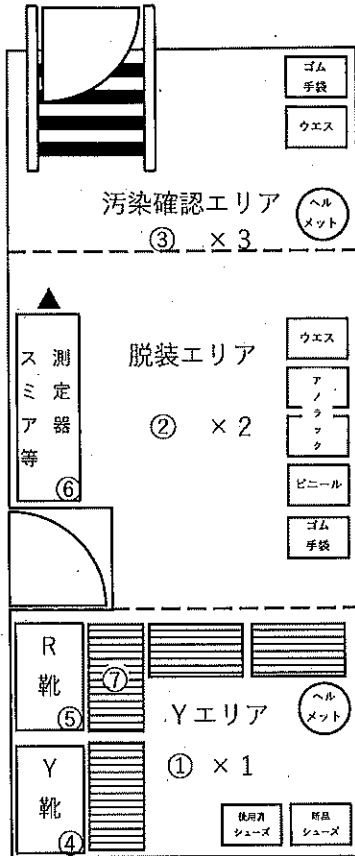 ゴム
手袋
ウエス
汚染確認エリア
ヘル
メット
③ ×3
▲
測定器
スミア等
⑥
脱装エリア
② ×2
ウエス
アノラック
ビニール
ゴム
手袋
R
靴
⑤
⑦
Yエリア
ヘル
メット
① ×1
Y
靴
④
使用済
シューズ
新品
シューズ